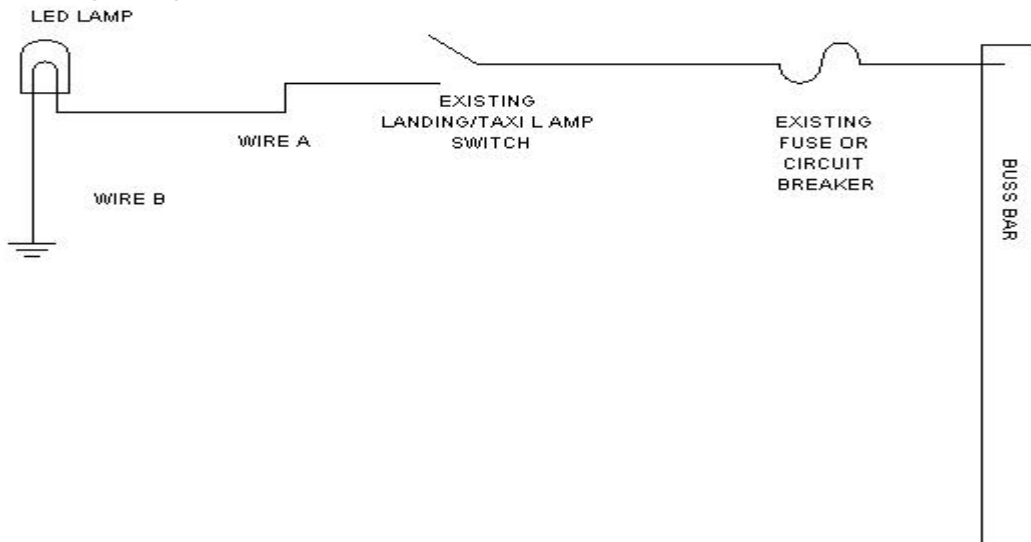 LED LAMP
EXISTING
LANDING/TAXI L AMP
SWITCH
WIRE A
EXISTING
FUSE OR
CIRCUIT
BREAKER
BUSS BAR
WIRE B